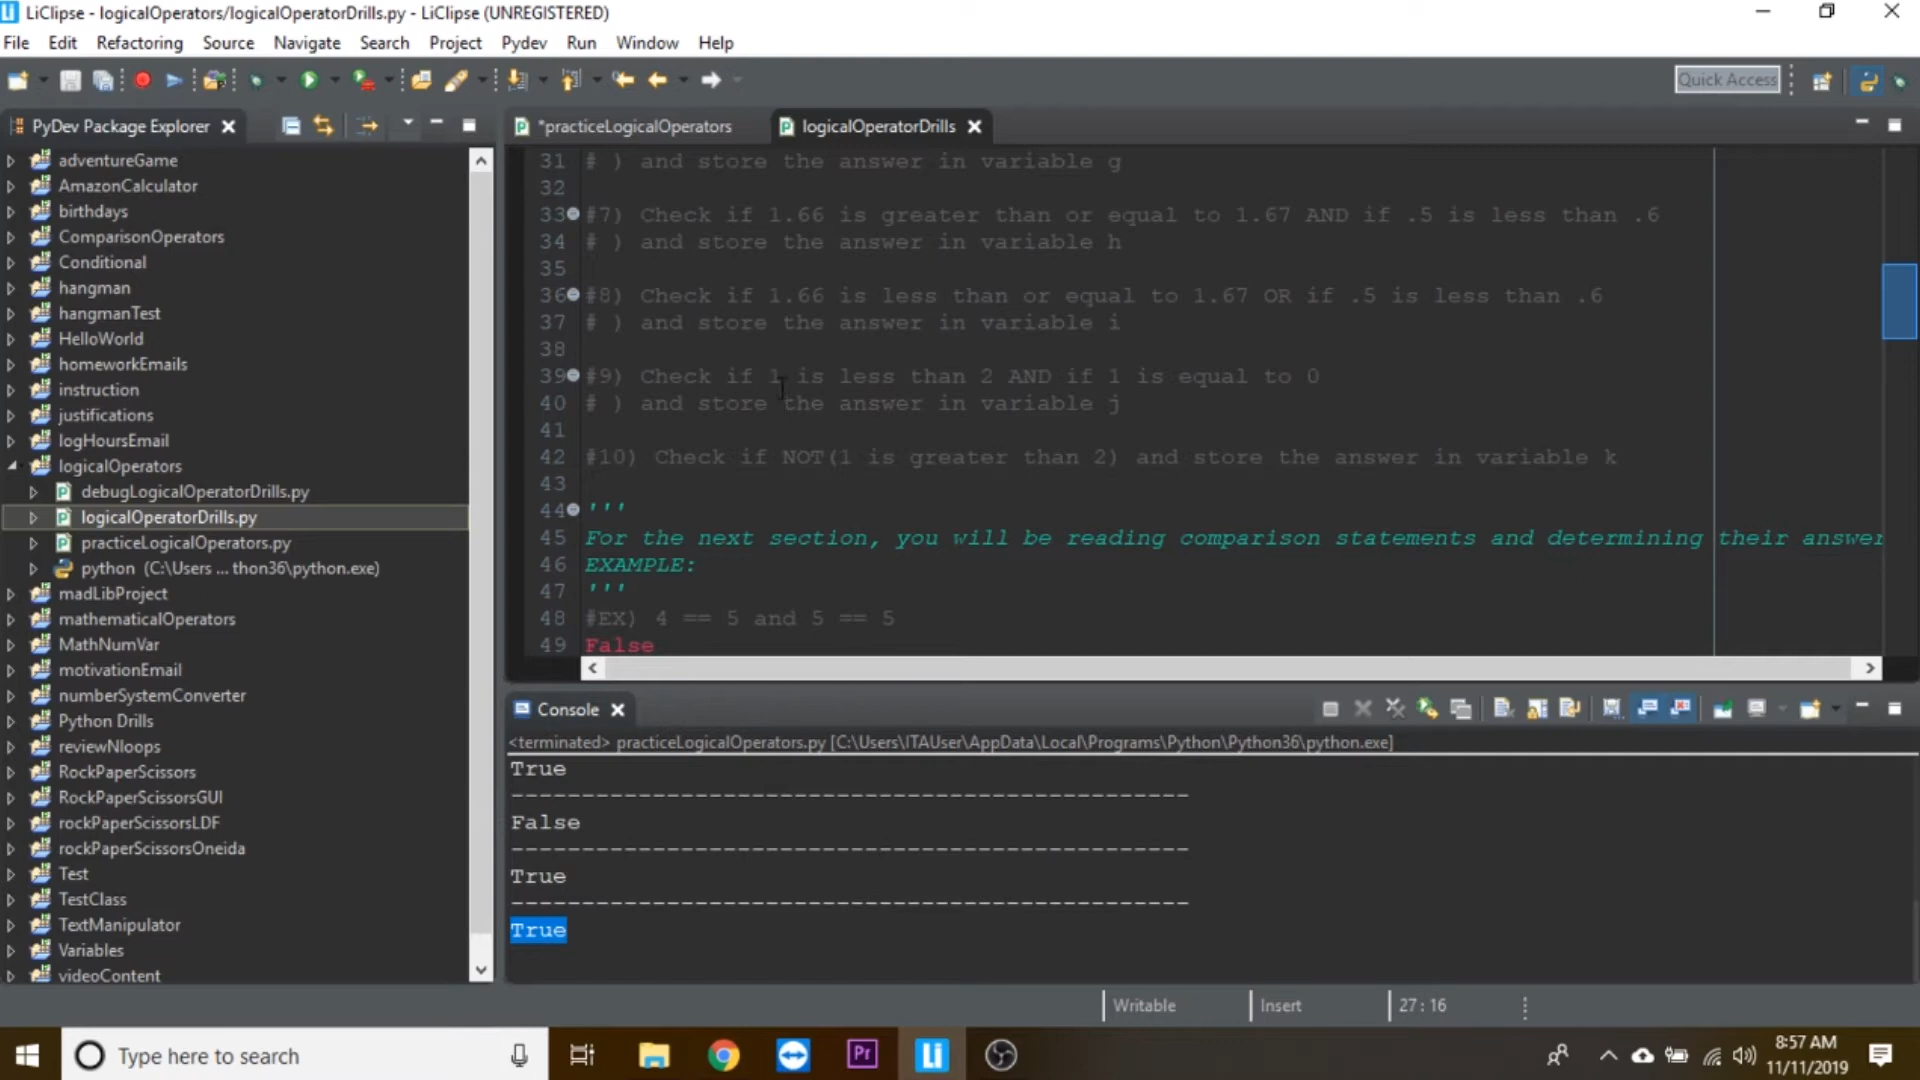 LiClipse - logicalOperators/logicalOperatorDrills.py - LiClipse (UNREGISTERED)
File Edit Refactoring Source Navigate Search Project Pydev Run Window Help
Quick Access
PyDev Package Explorer
*practiceLogicalOperators
logicalOperatorDrills
adventureGame
AmazonCalculator
birthdays
ComparisonOperators
Conditional
hangman
hangmanTest
HelloWorld
homeworkEmails
instruction
justifications
logHoursEmail
logicalOperators
debugLogicalOperatorDrills.py
logicalOperatorDrills.py
practiceLogicalOperators.py
python (C:\Users ... thon36\python.exe)
madLibProject
mathematicalOperators
MathNumVar
motivationEmail
numberSystemConverter
Python Drills
reviewNloops
RockPaperScissors
RockPaperScissorsGUI
rockPaperScissorsLDF
rockPaperScissorsOneida
Test
TestClass
TextManipulator
Variables
videoContent
31 # ) and store the answer in variable g
32
33 #7) Check if 1.66 is greater than or equal to 1.67 AND if .5 is less than .6
34 # ) and store the answer in variable h
35
36 #8) Check if 1.66 is less than or equal to 1.67 OR if .5 is less than .6
37 # ) and store the answer in variable i
38
39 #9) Check if 1 is less than 2 AND if 1 is equal to 0
40 # ) and store the answer in variable j
41
42 #10) Check if NOT(1 is greater than 2) and store the answer in variable k
43
44 '''
45 For the next section, you will be reading comparison statements and determining their answer
46 EXAMPLE:
47 '''
48 #EX) 4 == 5 and 5 == 5
49 False
Console
<terminated> practiceLogicalOperators.py [C:\Users\ITAUser\AppData\Local\Programs\Python\Python36\python.exe]
True
------------------------------------------------
False
------------------------------------------------
True
------------------------------------------------
True
Writable Insert 27 : 16
Type here to search
Pr
Li
8:57 AM
11/11/2019